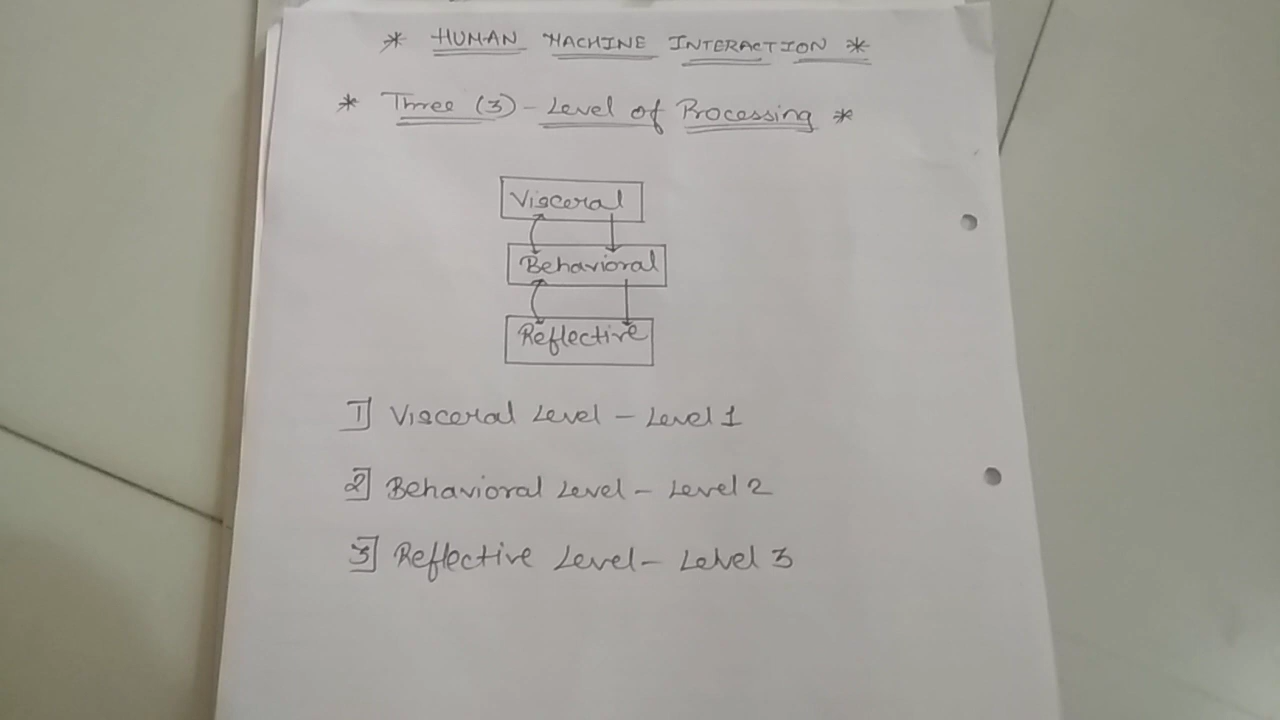 * HUMAN MACHINE INTERACTION *
* Three (3) - Level of Processing *
Visceral
Behavioral
Reflective
1] Visceral Level - Level 1
2] Behavioral Level - Level 2
3] Reflective Level - Level 3